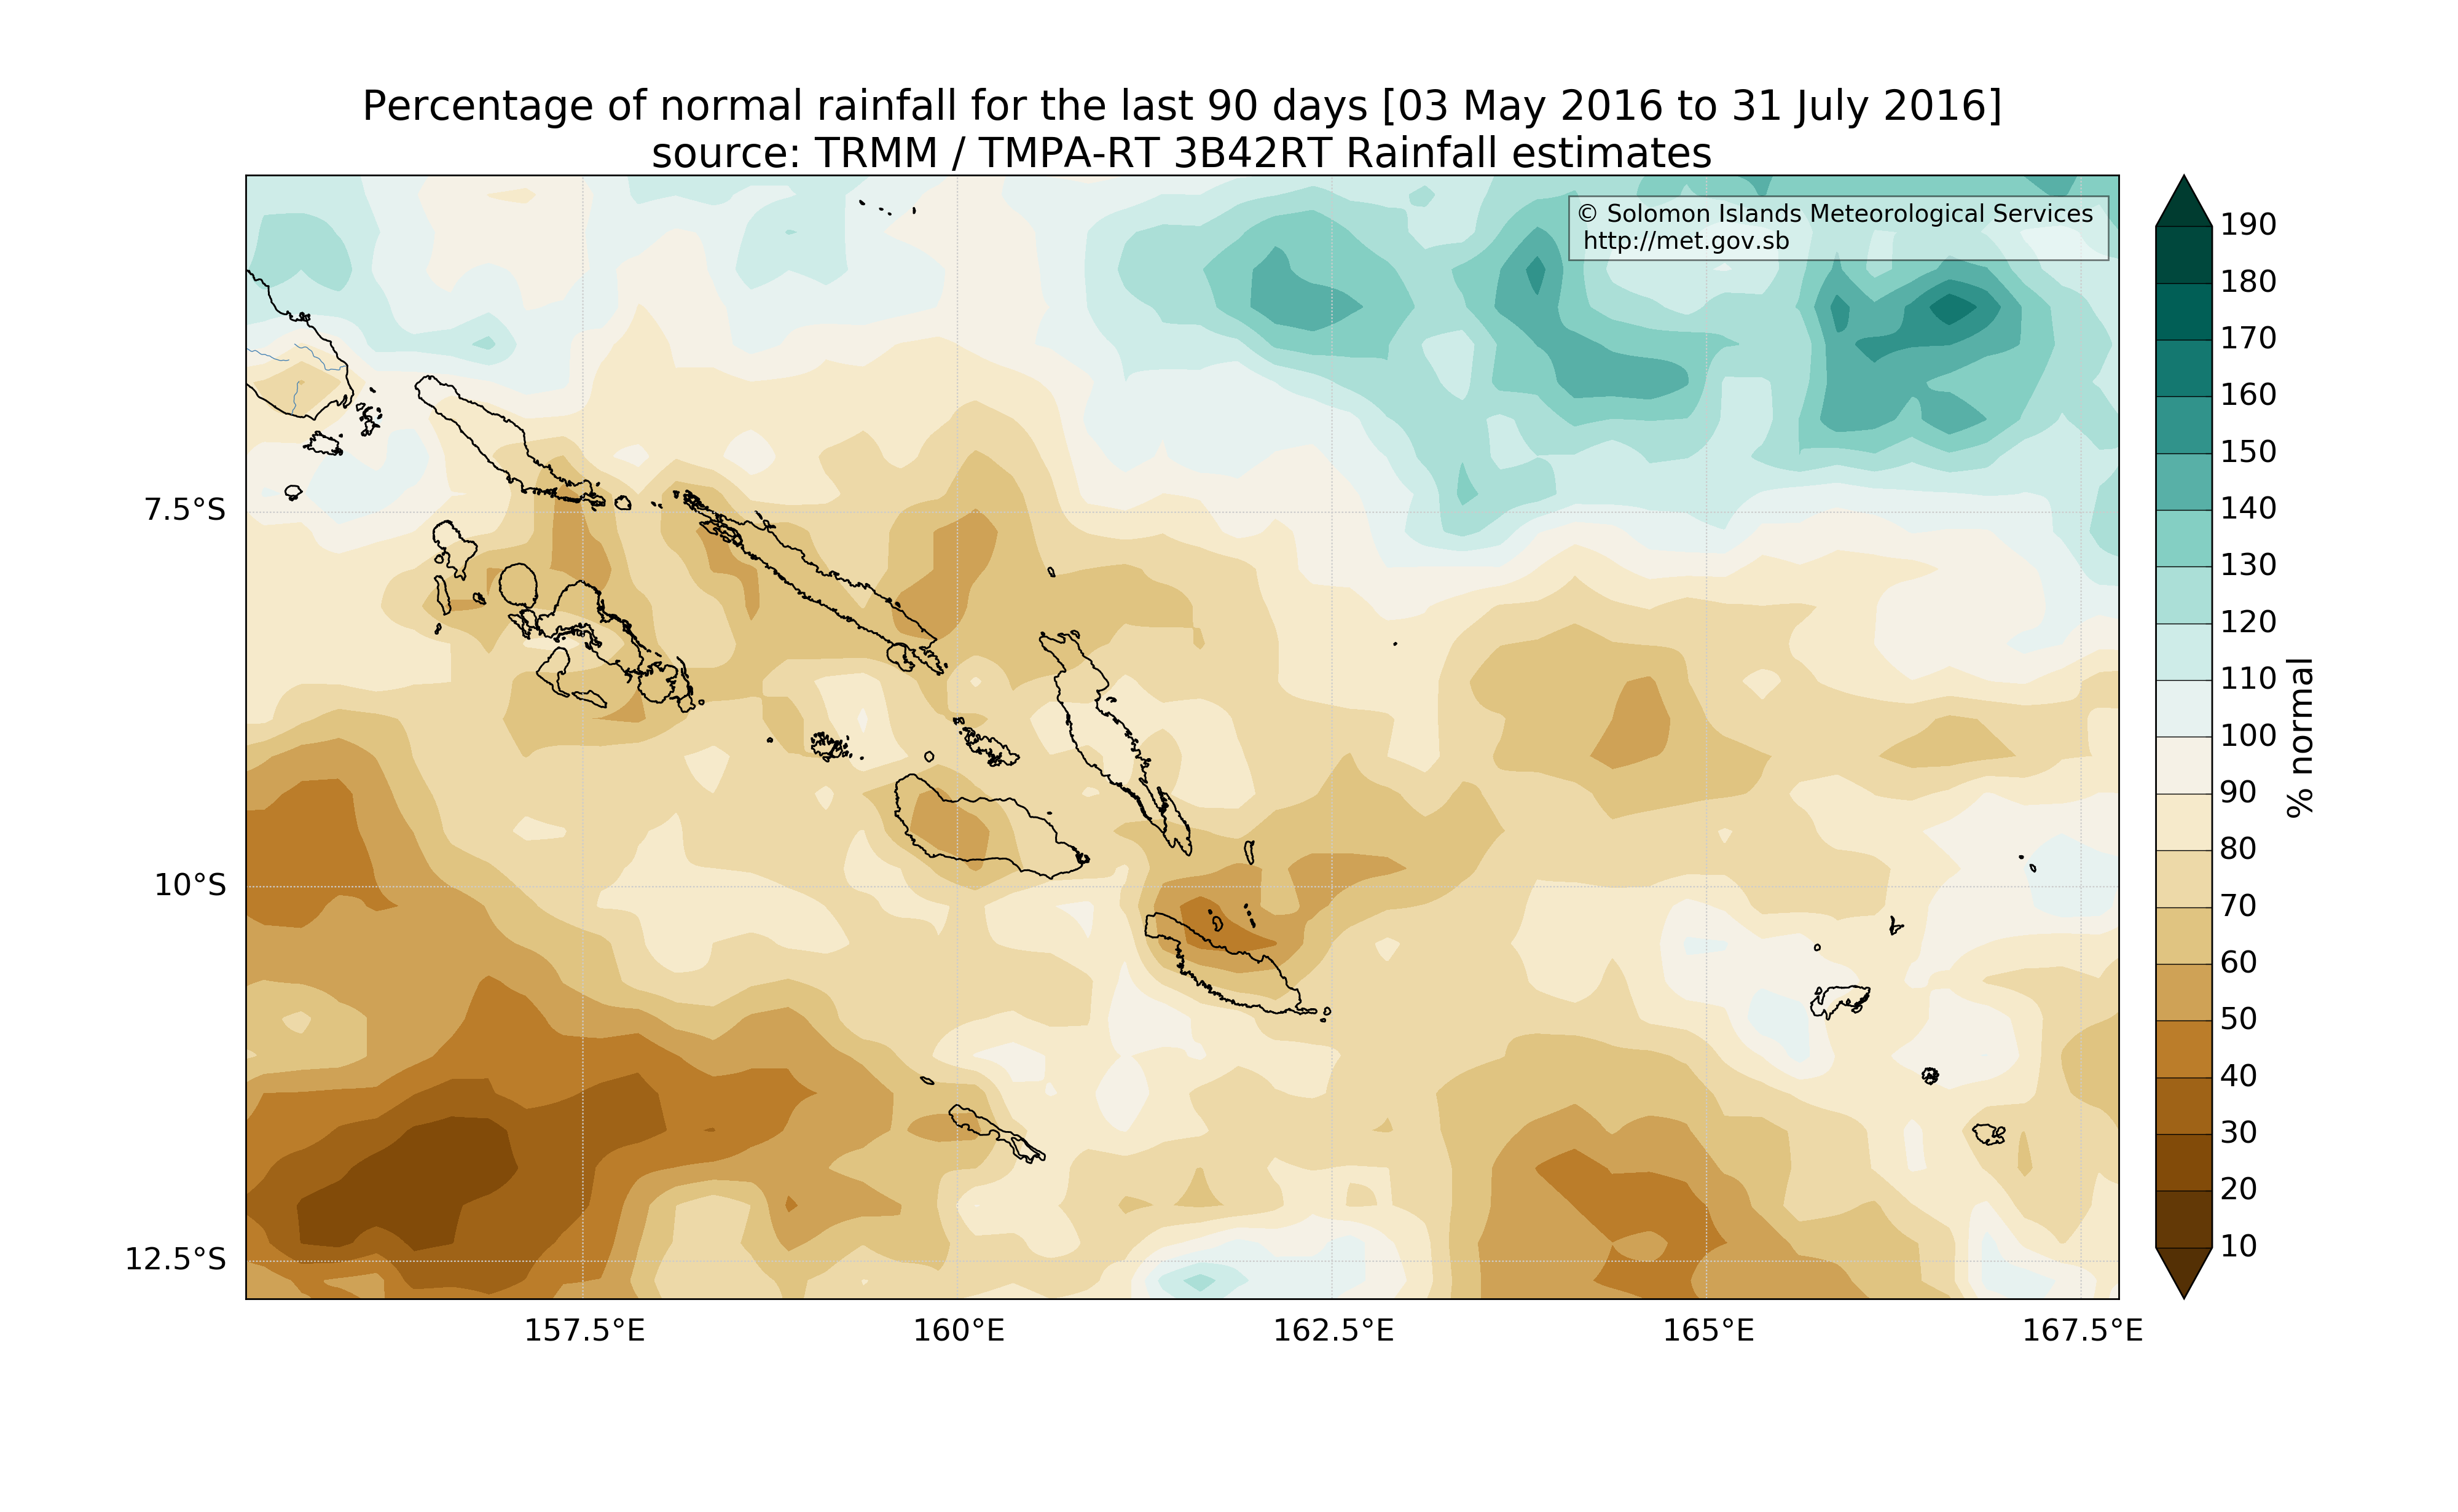 Percentage of normal rainfall for the last 90 days [03 May 2016 to 31 July 2016]
source: TRMM / TMPA-RT 3B42RT Rainfall estimates
© Solomon Islands Meteorological Services
http://met.gov.sb
7.5°S
10°S
12.5°S
157.5°E
160°E
162.5°E
165°E
167.5°E
190
180
170
160
150
140
130
120
110
100
90
80
70
60
50
40
30
20
10
% normal